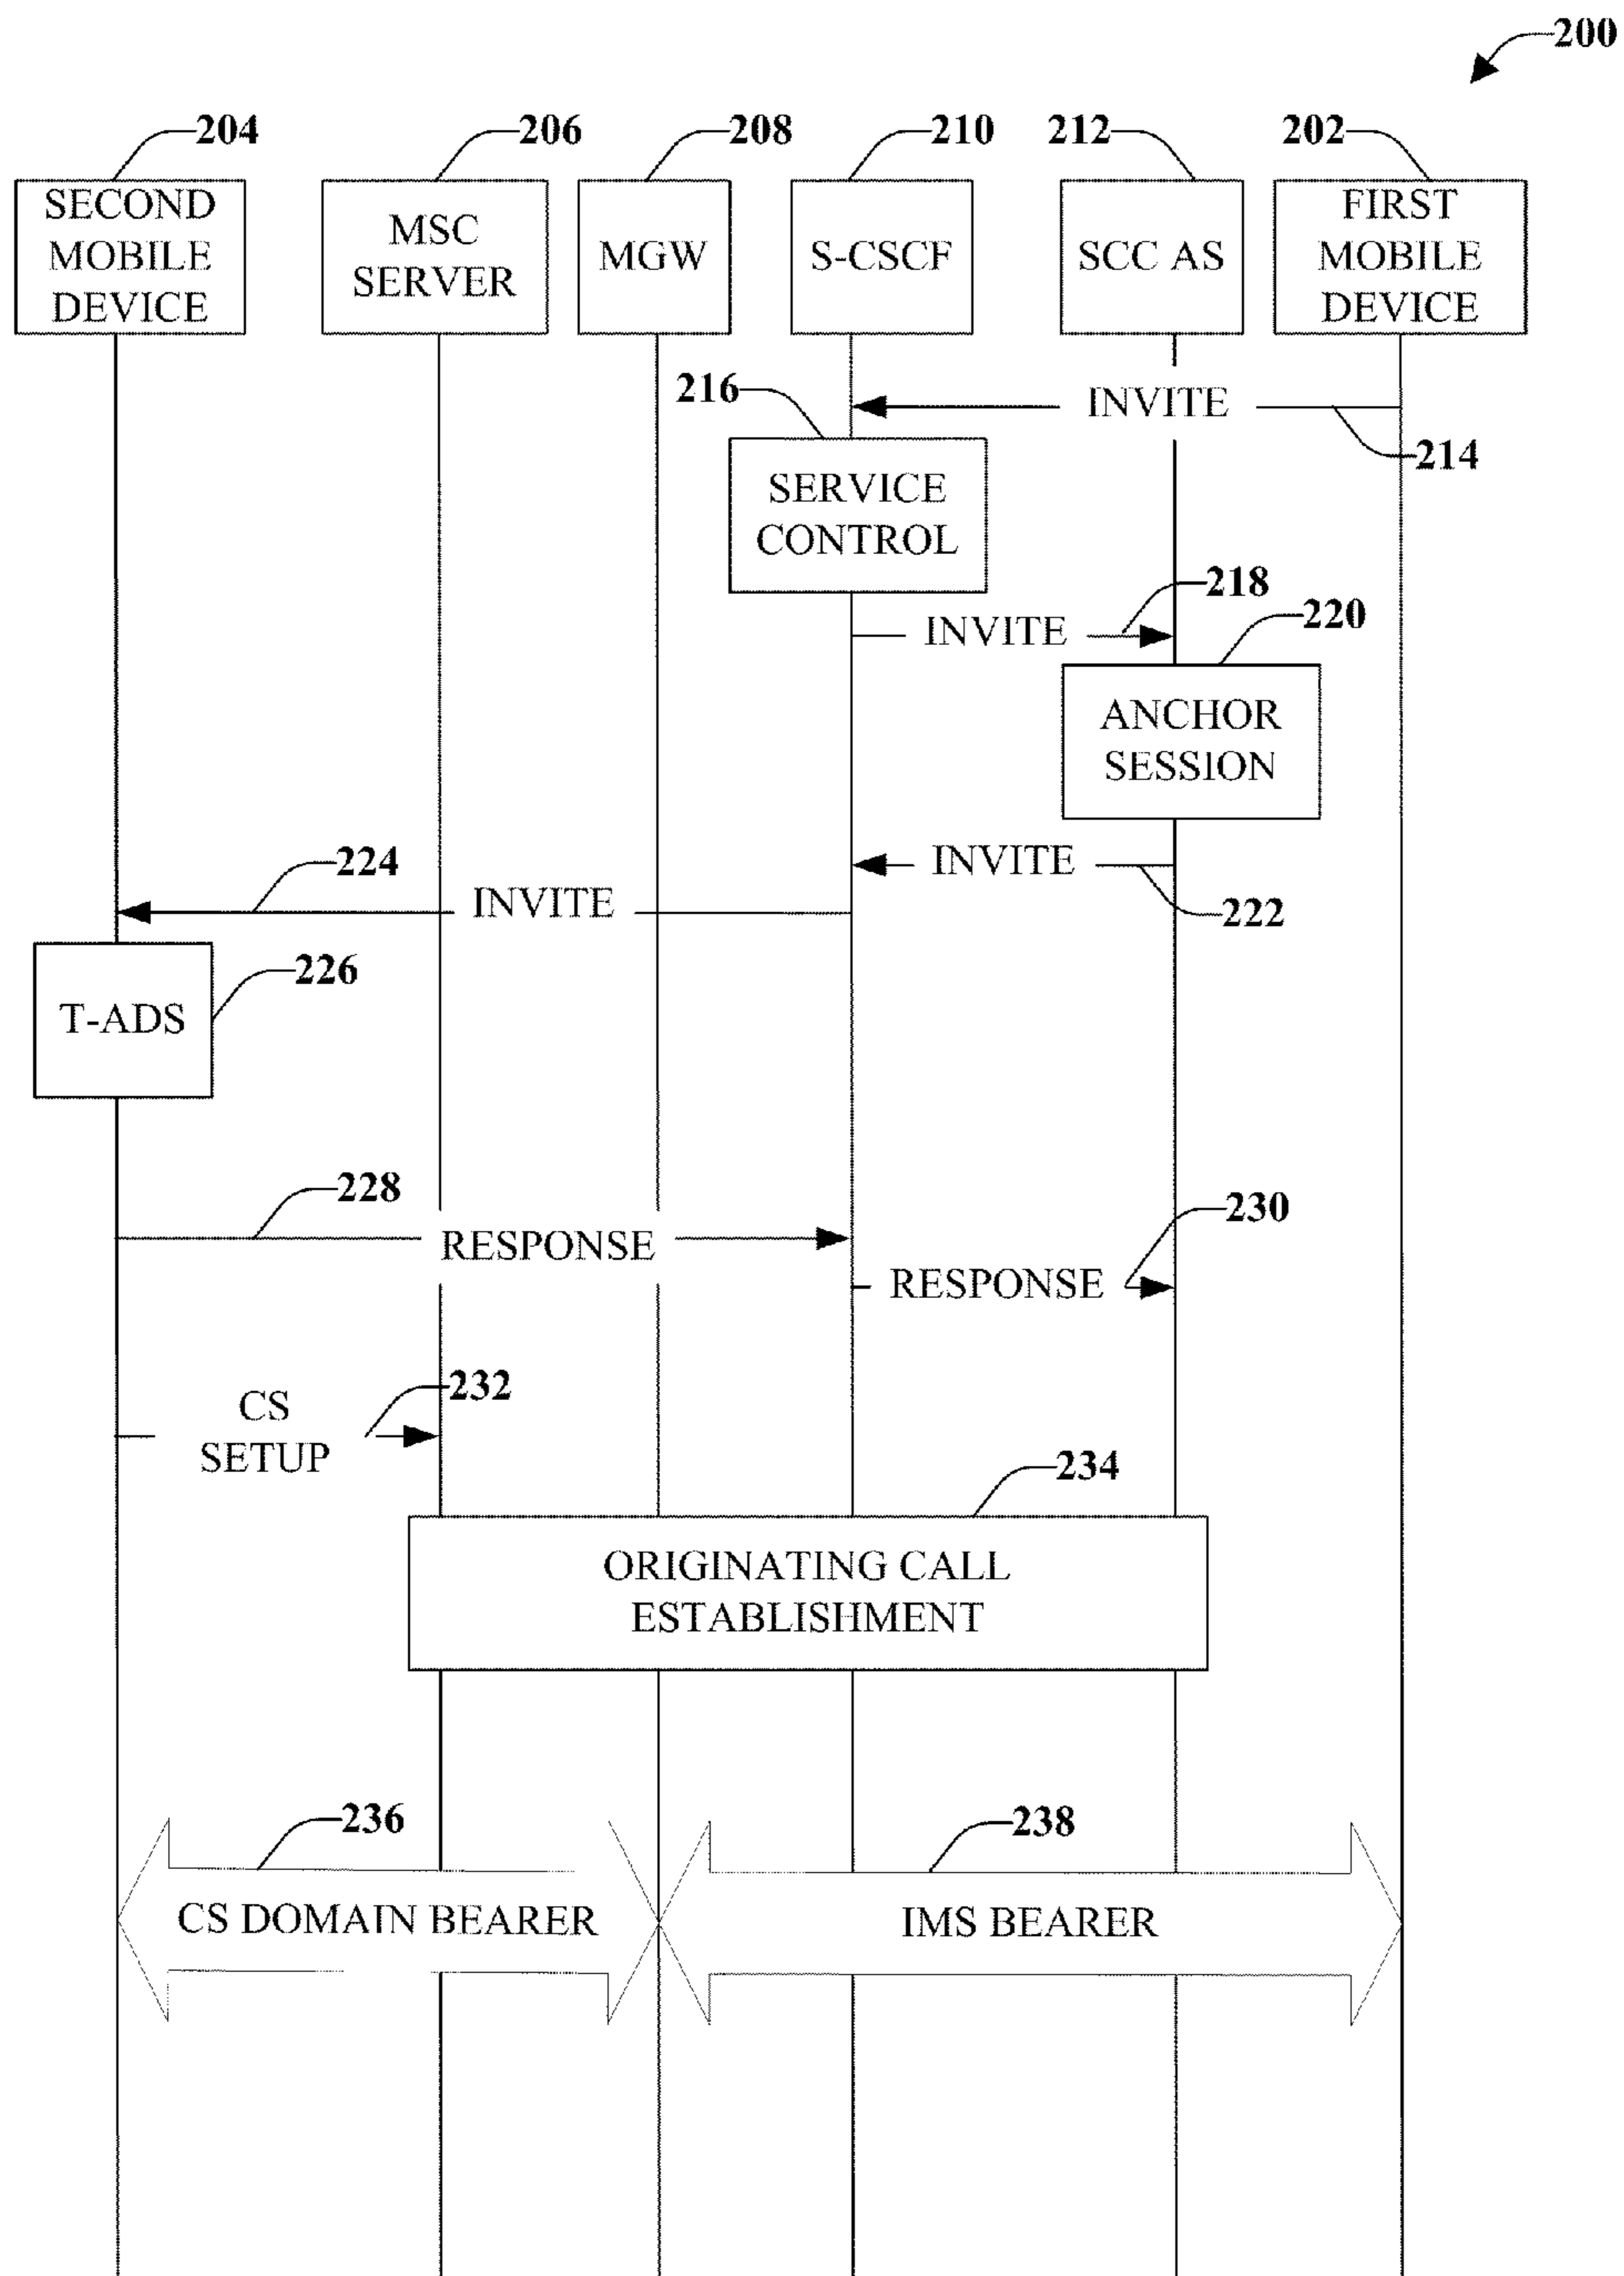 200
204
206
208
210
212
202
SECOND
MOBILE
DEVICE
MSC
SERVER
MGW
S-CSCF
SCC AS
FIRST
MOBILE
DEVICE
INVITE
214
216
SERVICE
CONTROL
218
INVITE
220
ANCHOR
SESSION
INVITE
222
224
INVITE
226
T-ADS
228
RESPONSE
230
RESPONSE
232
CS
SETUP
234
ORIGINATING CALL
ESTABLISHMENT
236
238
CS DOMAIN BEARER
IMS BEARER